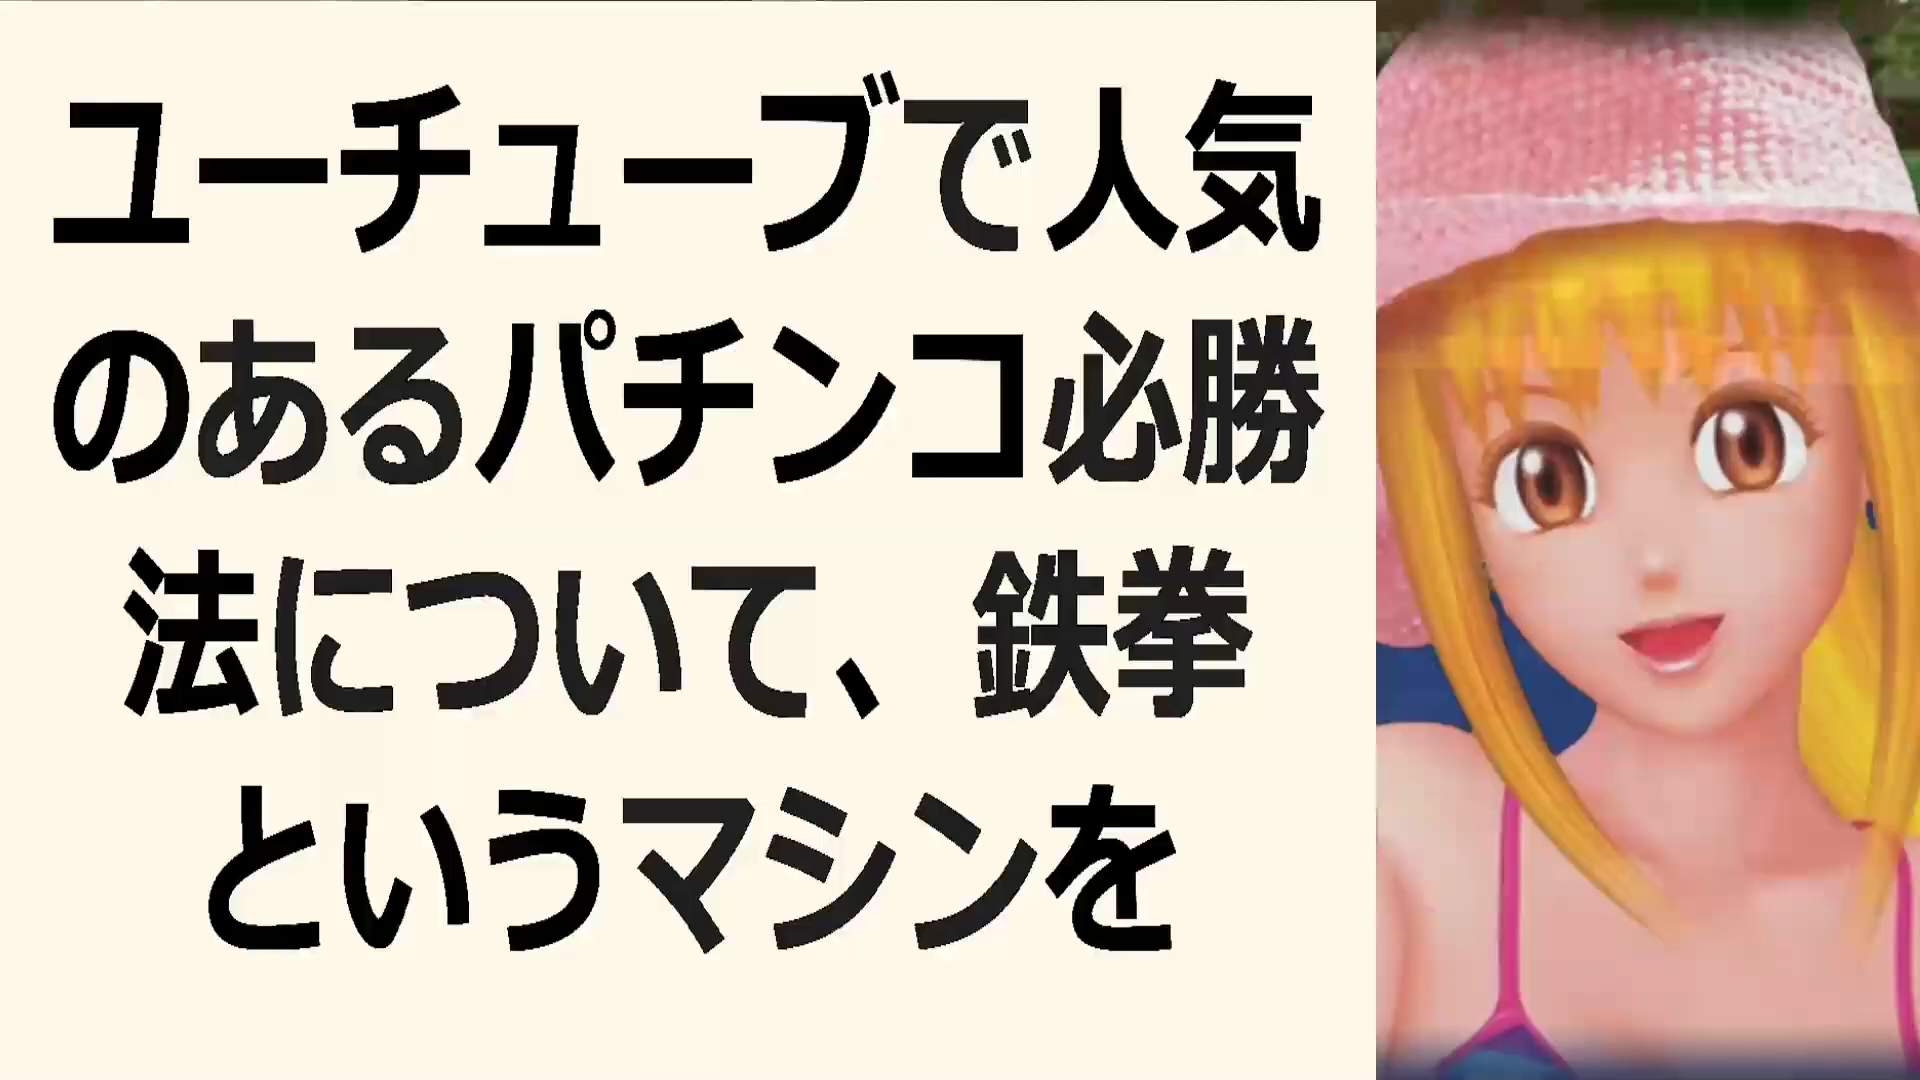 ユーチューブで人気
のあるパチンコ必勝
法について、鉄拳
というマシンを